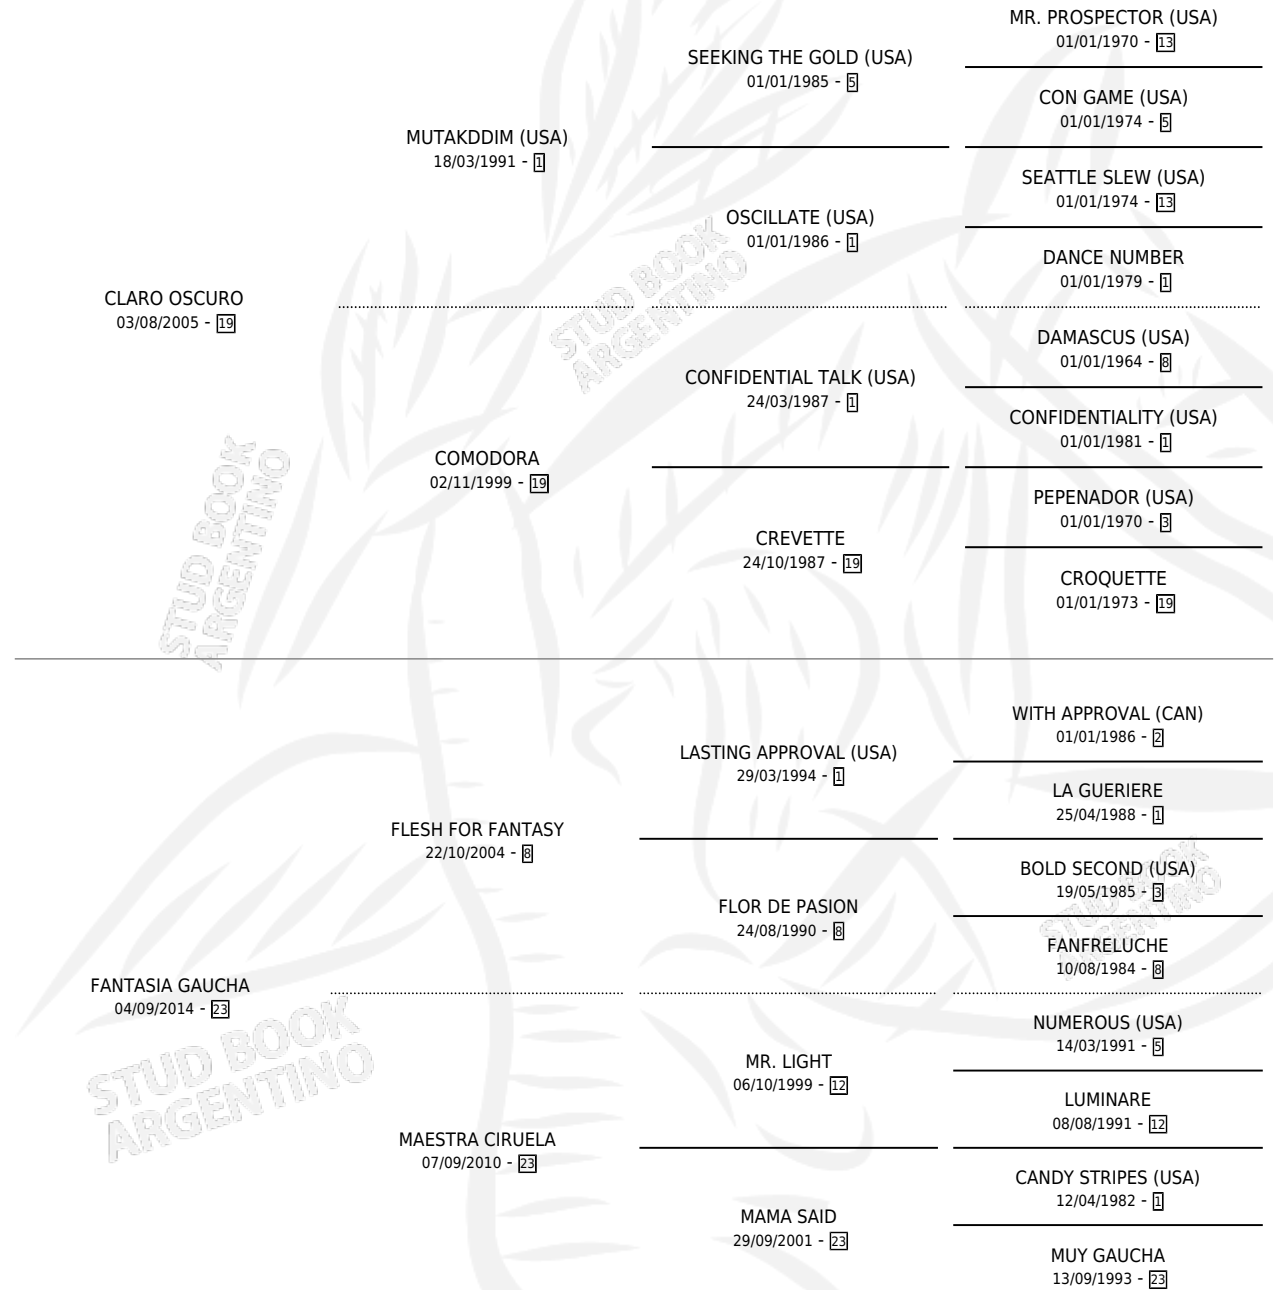 MR. PROSPECTOR (USA)
01/01/1970 - 13
SEEKING THE GOLD (USA)
01/01/1985 - 5
CON GAME (USA)
01/01/1974 - 5
MUTAKDDIM (USA)
18/03/1991 - 1
SEATTLE SLEW (USA)
01/01/1974 - 13
OSCILLATE (USA)
01/01/1986 - 1
DANCE NUMBER
01/01/1979 - 1
CLARO OSCURO
03/08/2005 - 19
STUD BOOK
ARGENTINO
DAMASCUS (USA)
01/01/1964 - 8
CONFIDENTIAL TALK (USA)
24/03/1987 - 1
CONFIDENTIALITY (USA)
01/01/1981 - 1
COMODORA
02/11/1999 - 19
PEPENADOR (USA)
01/01/1970 - 3
CREVETTE
24/10/1987 - 19
CROQUETTE
01/01/1973 - 19
STUD BOOK
ARGENTINO
WITH APPROVAL (CAN)
01/01/1986 - 2
LASTING APPROVAL (USA)
29/03/1994 - 1
LA GUERIERE
25/04/1988 - 1
FLESH FOR FANTASY
22/10/2004 - 8
BOLD SECOND (USA)
19/05/1985 - 3
FLOR DE PASION
24/08/1990 - 8
FANFRELUCHE
10/08/1984 - 8
STUD BOOK
ARGENTINO
FANTASIA GAUCHA
04/09/2014 - 23
NUMEROUS (USA)
14/03/1991 - 5
MR. LIGHT
06/10/1999 - 12
LUMINARE
08/08/1991 - 12
STUD BOOK
ARGENTINO
MAESTRA CIRUELA
07/09/2010 - 23
CANDY STRIPES (USA)
12/04/1982 - 1
MAMA SAID
29/09/2001 - 23
MUY GAUCHA
13/09/1993 - 23